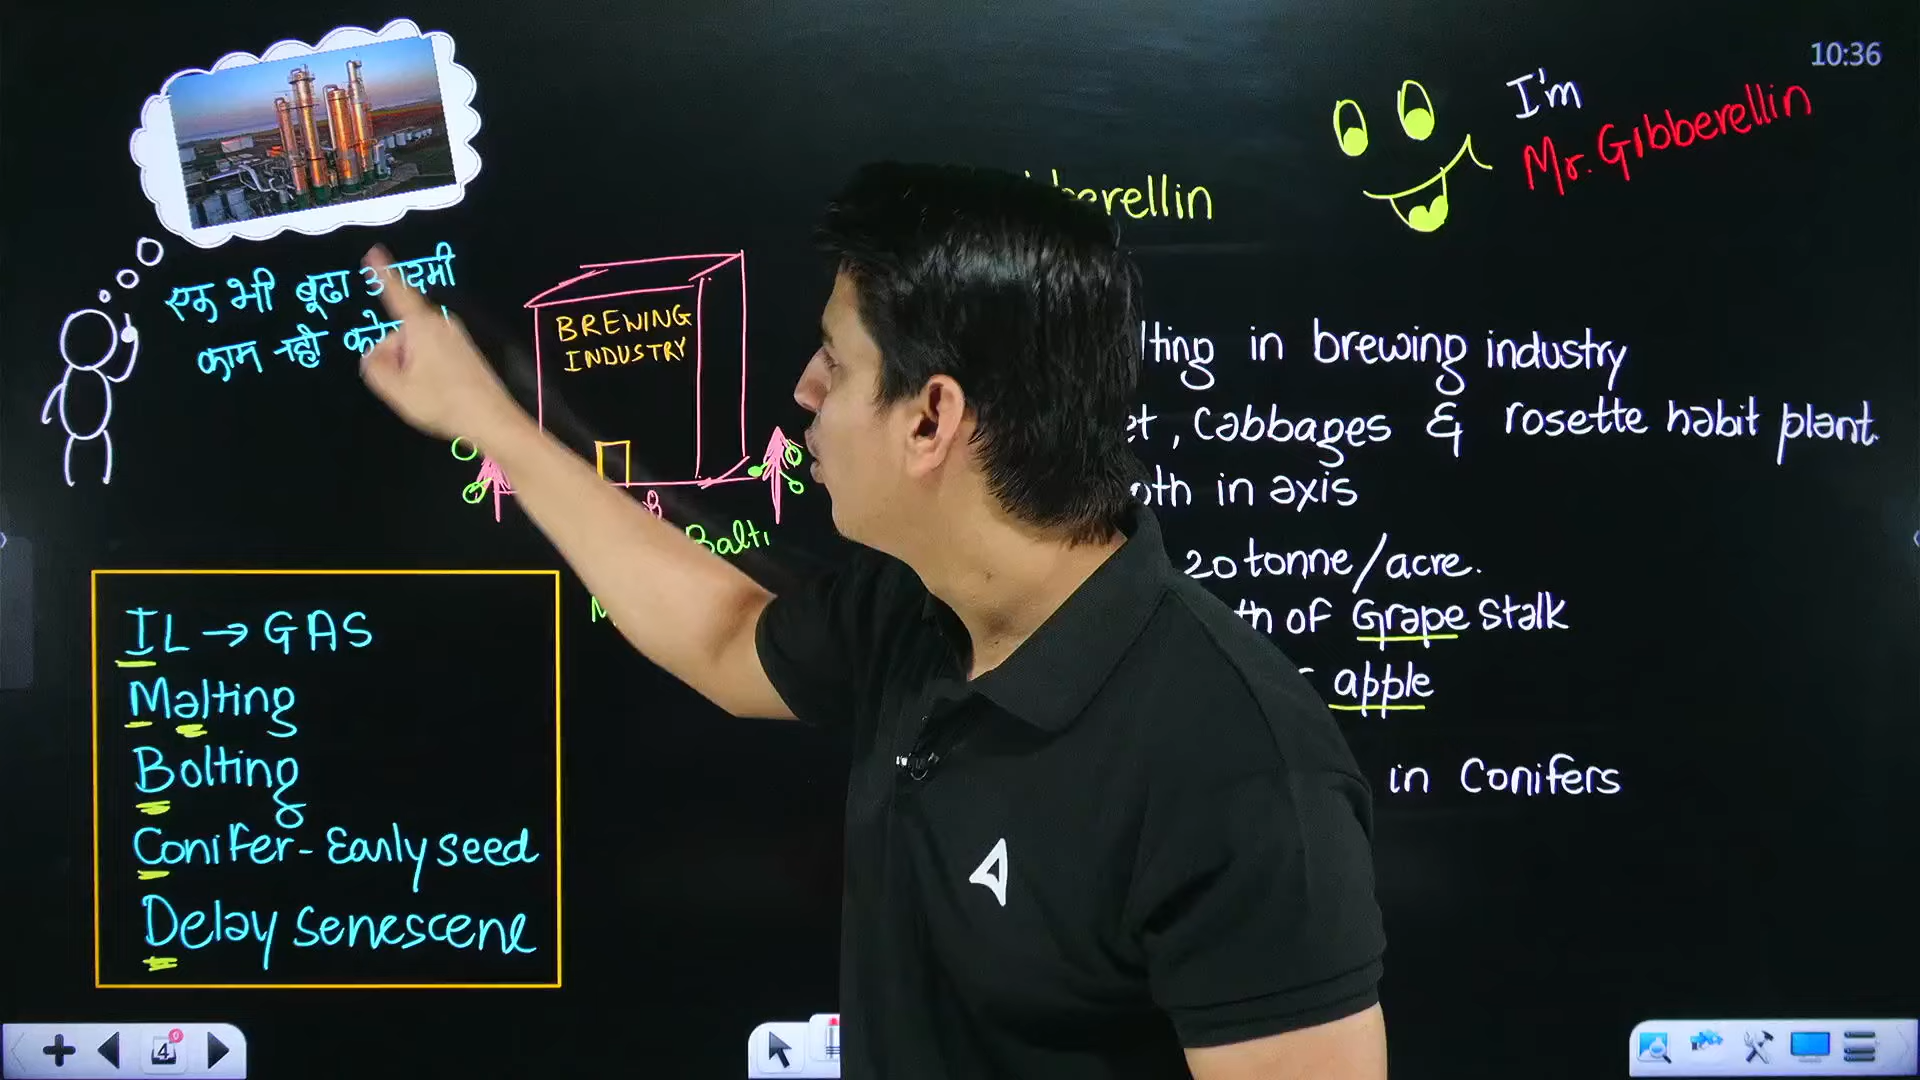 10:36
I'm
Mr. Gibberellin
erellin
एक भी बूढा आदमी
काम नही
BREWING
INDUSTRY
lting in brewing industry
et, cabbages & rosette habit plant.
oth in axis
Balti
20 tonne/acre.
th of Grape stalk
apple
in Conifers
IL → GAS
Malting
Bolting
Conifer - Early seed
Delay senescene
4